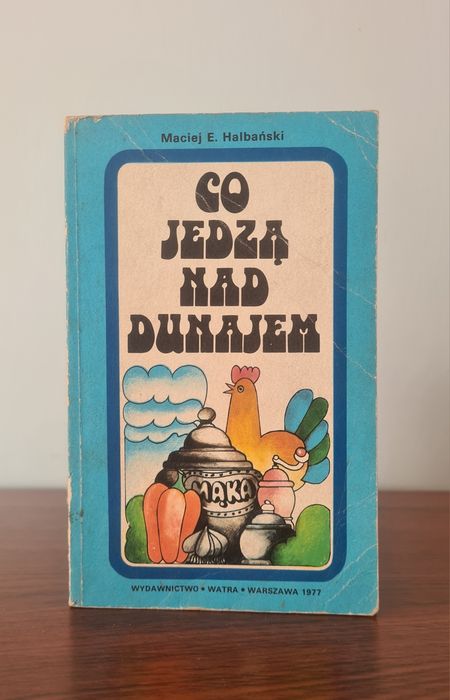 Maciej E. Halbański
CO
JEDZĄ
NAD
DUNAJEM
MĄKA
WYDAWNICTWO • WATRA • WARSZAWA 1977